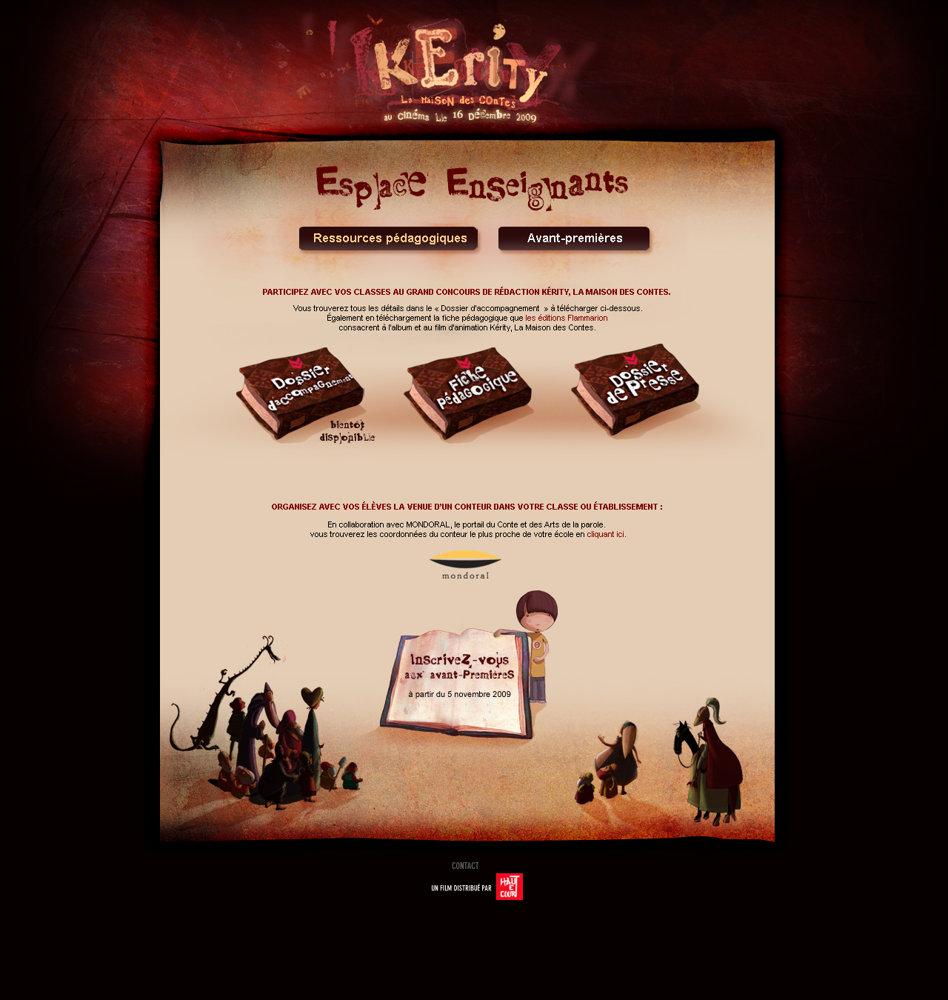 KÉRITY
La Maison des Contes
au Cinéma le 16 Décembre 2009
Espace Enseignants
Ressources pédagogiques
Avant-premières
PARTICIPEZ AVEC VOS CLASSES AU GRAND CONCOURS DE RÉDACTION KÉRITY, LA MAISON DES CONTES.
Vous trouverez tous les détails dans le « Dossier d'accompagnement » à télécharger ci-dessous.
Également en téléchargement la fiche pédagogique que les éditions Flammarion
consacrent à l'album et au film d'animation Kérity, La Maison des Contes.
Dossier
d'accompagnement
bientôt
disponible
Fiche
pédagogique
Dossier
de Presse
ORGANISEZ AVEC VOS ÉLÈVES LA VENUE D'UN CONTEUR DANS VOTRE CLASSE OU ÉTABLISSEMENT :
En collaboration avec MONDORAL, le portail du Conte et des Arts de la parole.
vous trouverez les coordonnées du conteur le plus proche de votre école en cliquant ici.
mondoral
Inscrivez-vous
aux avant-Premières
à partir du 5 novembre 2009
CONTACT
UN FILM DISTRIBUÉ PAR
HAUT
ET
COURT